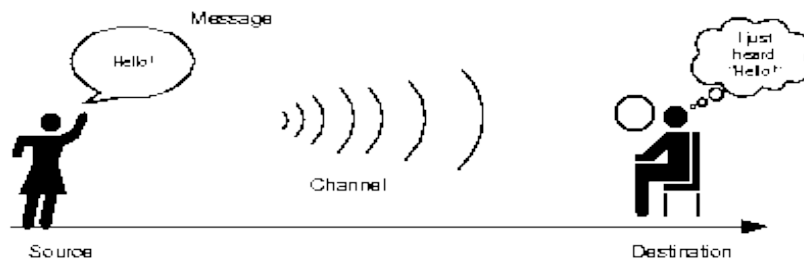 Message
Hello!
I just
heard
"Hello!"
Channel
Source
Destination